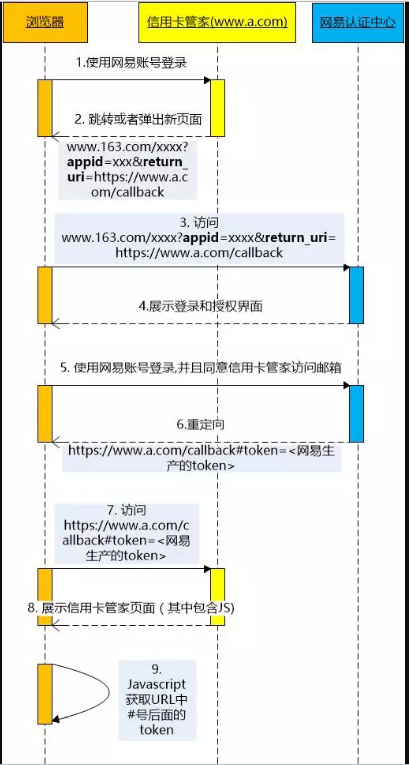 浏览器
信用卡管家(www.a.com)
网易认证中心
1.使用网易账号登录
2. 跳转或者弹出新页面
www.163.com/xxxx?
appid=xxx&return_
uri=https://www.a.c
om/callback
3. 访问
www.163.com/xxxx?appid=xxxx&return_uri=
https://www.a.com/callback
4.展示登录和授权界面
5. 使用网易账号登录,并且同意信用卡管家访问邮箱
6.重定向
https://www.a.com/callback#token=<网易生
产的token>
7. 访问
https://www.a.com/c
allback#token=<网易
生产的token>
8. 展示信用卡管家页面（其中包含JS)
9.
Javascript
获取URL中
#号后面的
token